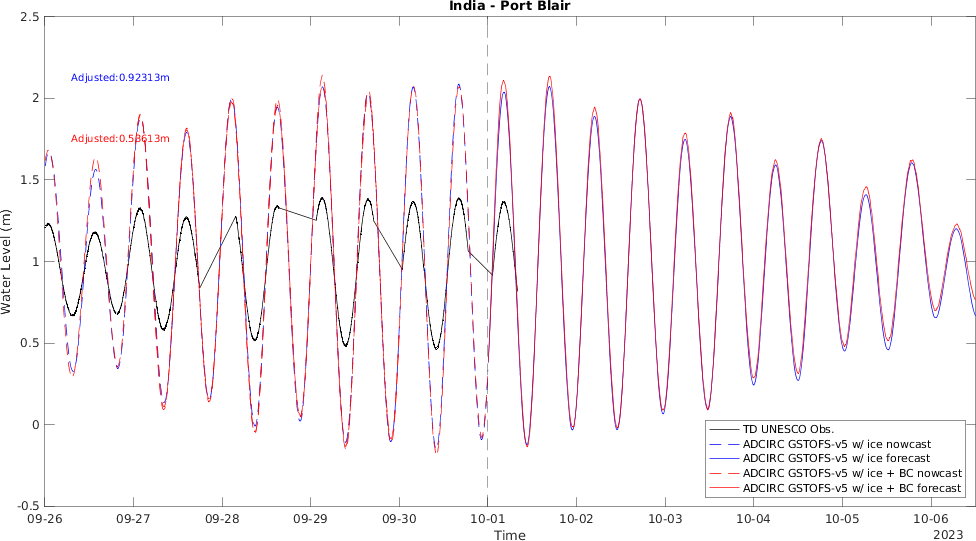 India - Port Blair
2.5
2
1.5
1
0.5
0
-0.5
Water Level (m)
Adjusted:0.92313m
Adjusted:0.58613m
TD UNESCO Obs.
ADCIRC GSTOFS-v5 w/ ice nowcast
ADCIRC GSTOFS-v5 w/ ice forecast
ADCIRC GSTOFS-v5 w/ ice + BC nowcast
ADCIRC GSTOFS-v5 w/ ice + BC forecast
09-26 09-27 09-28 09-29 09-30 10-01 10-02 10-03 10-04 10-05 10-06
Time
2023